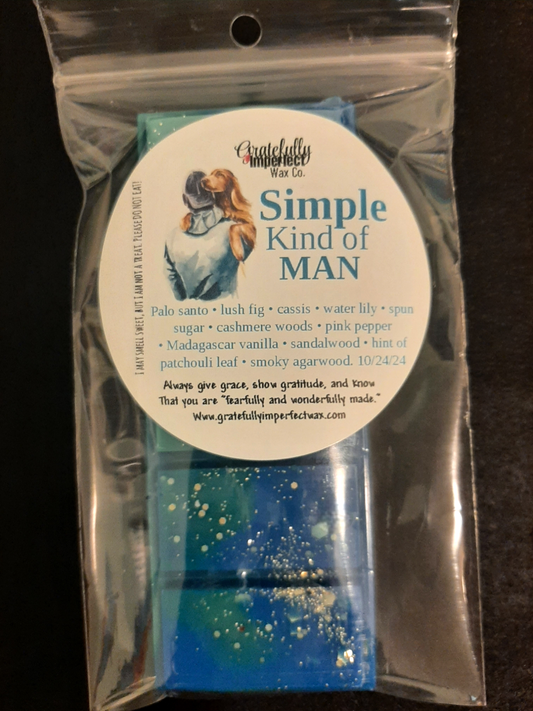 Gratefully
Imperfect
Wax Co.
Simple
Kind of
MAN
Palo santo • lush fig • cassis • water lily • spun
sugar • cashmere woods • pink pepper
• Madagascar vanilla • sandalwood • hint of
patchouli leaf • smoky agarwood. 10/24/24
Always give grace, show gratitude, and know
That you are "fearfully and wonderfully made."
Www.gratefullyimperfectwax.com
I MAY SMELL SWEET, BUT I AM NOT A TREAT. PLEASE DO NOT EAT!